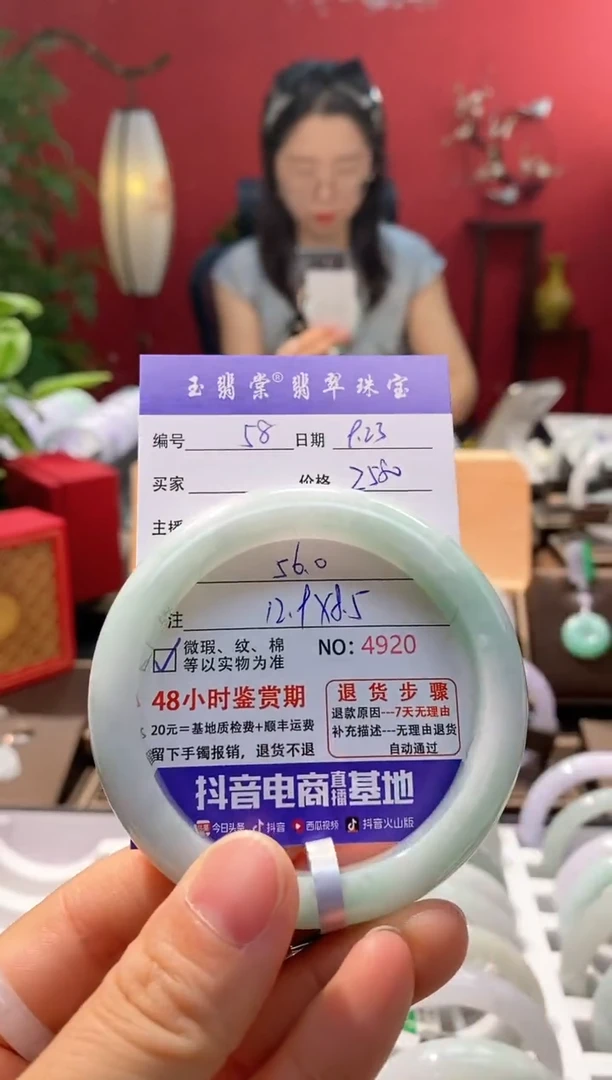 玉翡棠® 翡翠珠宝
编号 58 日期 9.23
买家 价格 2580
主播
56.0
注 12.9X8.5
微瑕、纹、棉 NO: 4920
等以实物为准
48小时鉴赏期 退货步骤
退款原因---7天无理由
20元=基地质检费+顺丰运费 补充描述---无理由退货
留下手镯报销，退货不退 自动通过
抖音电商直播基地
今日头条 抖音 西瓜视频 抖音火山版